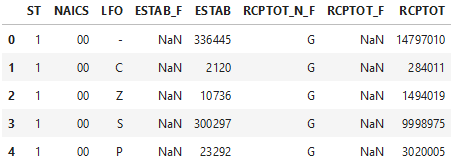 ST NAICS LFO ESTAB_F ESTAB RCPTOT_N_F RCPTOT_F RCPTOT
0 1 00 - NaN 336445 G NaN 14797010
1 1 00 C NaN 2120 G NaN 284011
2 1 00 Z NaN 10736 G NaN 1494019
3 1 00 S NaN 300297 G NaN 9998975
4 1 00 P NaN 23292 G NaN 3020005